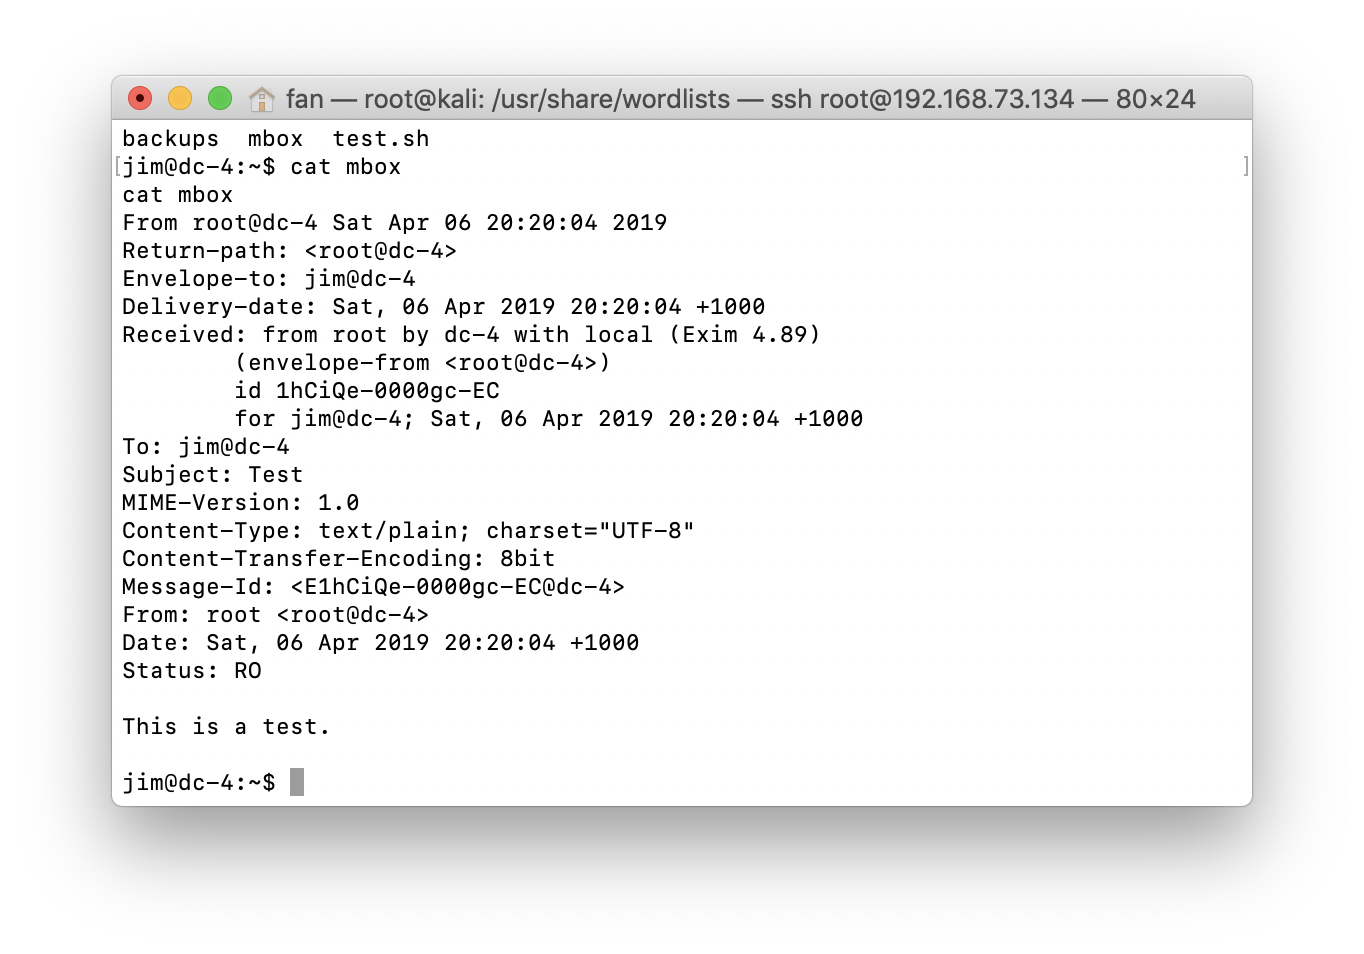 fan — root@kali: /usr/share/wordlists — ssh root@192.168.73.134 — 80×24
backups  mbox  test.sh
[jim@dc-4:~$ cat mbox ]
cat mbox
From root@dc-4 Sat Apr 06 20:20:04 2019
Return-path: <root@dc-4>
Envelope-to: jim@dc-4
Delivery-date: Sat, 06 Apr 2019 20:20:04 +1000
Received: from root by dc-4 with local (Exim 4.89)
        (envelope-from <root@dc-4>)
        id 1hCiQe-0000gc-EC
        for jim@dc-4; Sat, 06 Apr 2019 20:20:04 +1000
To: jim@dc-4
Subject: Test
MIME-Version: 1.0
Content-Type: text/plain; charset="UTF-8"
Content-Transfer-Encoding: 8bit
Message-Id: <E1hCiQe-0000gc-EC@dc-4>
From: root <root@dc-4>
Date: Sat, 06 Apr 2019 20:20:04 +1000
Status: RO

This is a test.

jim@dc-4:~$